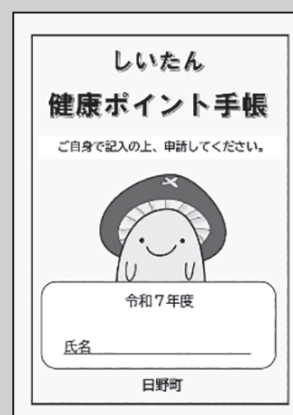 しいたん
健康ポイント手帳
ご自身で記入の上、申請してください。
令和7年度
氏名
日野町